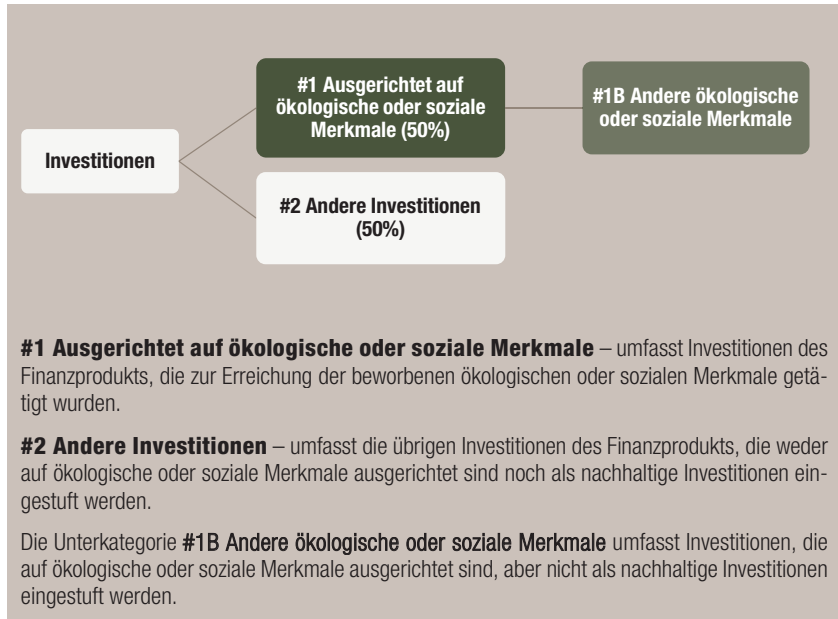 #1 Ausgerichtet auf
ökologische oder soziale
Merkmale (50%)
#1B Andere ökologische
oder soziale Merkmale
Investitionen
#2 Andere Investitionen
(50%)
#1 Ausgerichtet auf ökologische oder soziale Merkmale – umfasst Investitionen des
Finanzprodukts, die zur Erreichung der beworbenen ökologischen oder sozialen Merkmale getä-
tigt wurden.
#2 Andere Investitionen – umfasst die übrigen Investitionen des Finanzprodukts, die weder
auf ökologische oder soziale Merkmale ausgerichtet sind noch als nachhaltige Investitionen ein-
gestuft werden.
Die Unterkategorie #1B Andere ökologische oder soziale Merkmale umfasst Investitionen, die
auf ökologische oder soziale Merkmale ausgerichtet sind, aber nicht als nachhaltige Investitionen
eingestuft werden.